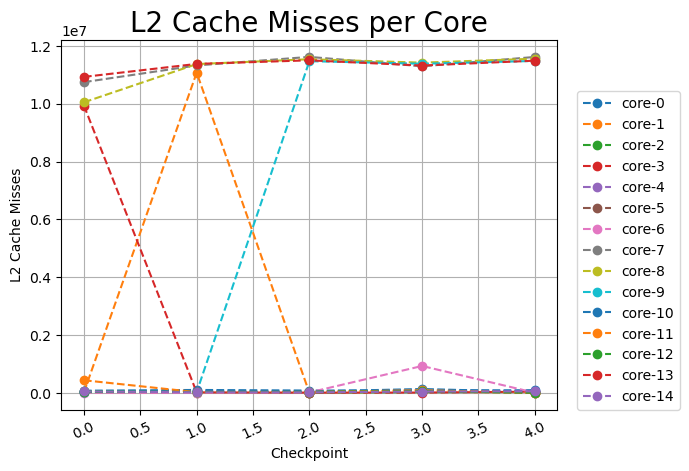 L2 Cache Misses per Core
1e7
1.2
1.0
0.8
0.6
0.4
0.2
0.0
L2 Cache Misses
0.0 0.5 1.0 1.5 2.0 2.5 3.0 3.5 4.0
Checkpoint
core-0
core-1
core-2
core-3
core-4
core-5
core-6
core-7
core-8
core-9
core-10
core-11
core-12
core-13
core-14